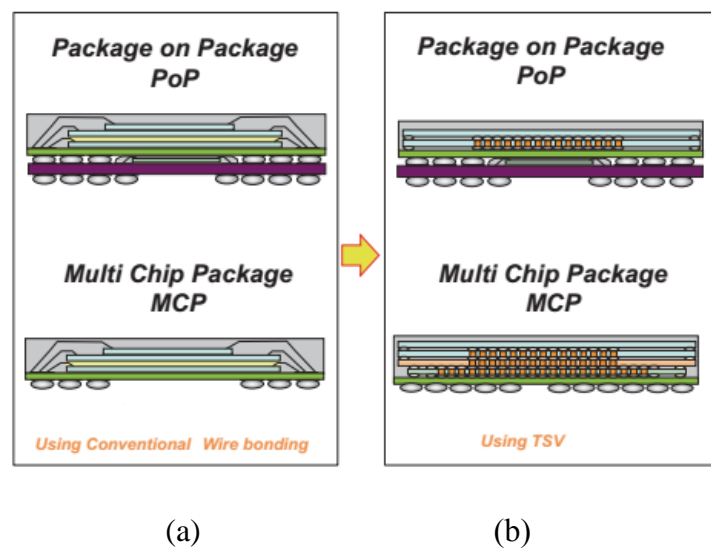 Package on Package
PoP
Multi Chip Package
MCP
Using Conventional Wire bonding
Package on Package
PoP
Multi Chip Package
MCP
Using TSV
(a)
(b)